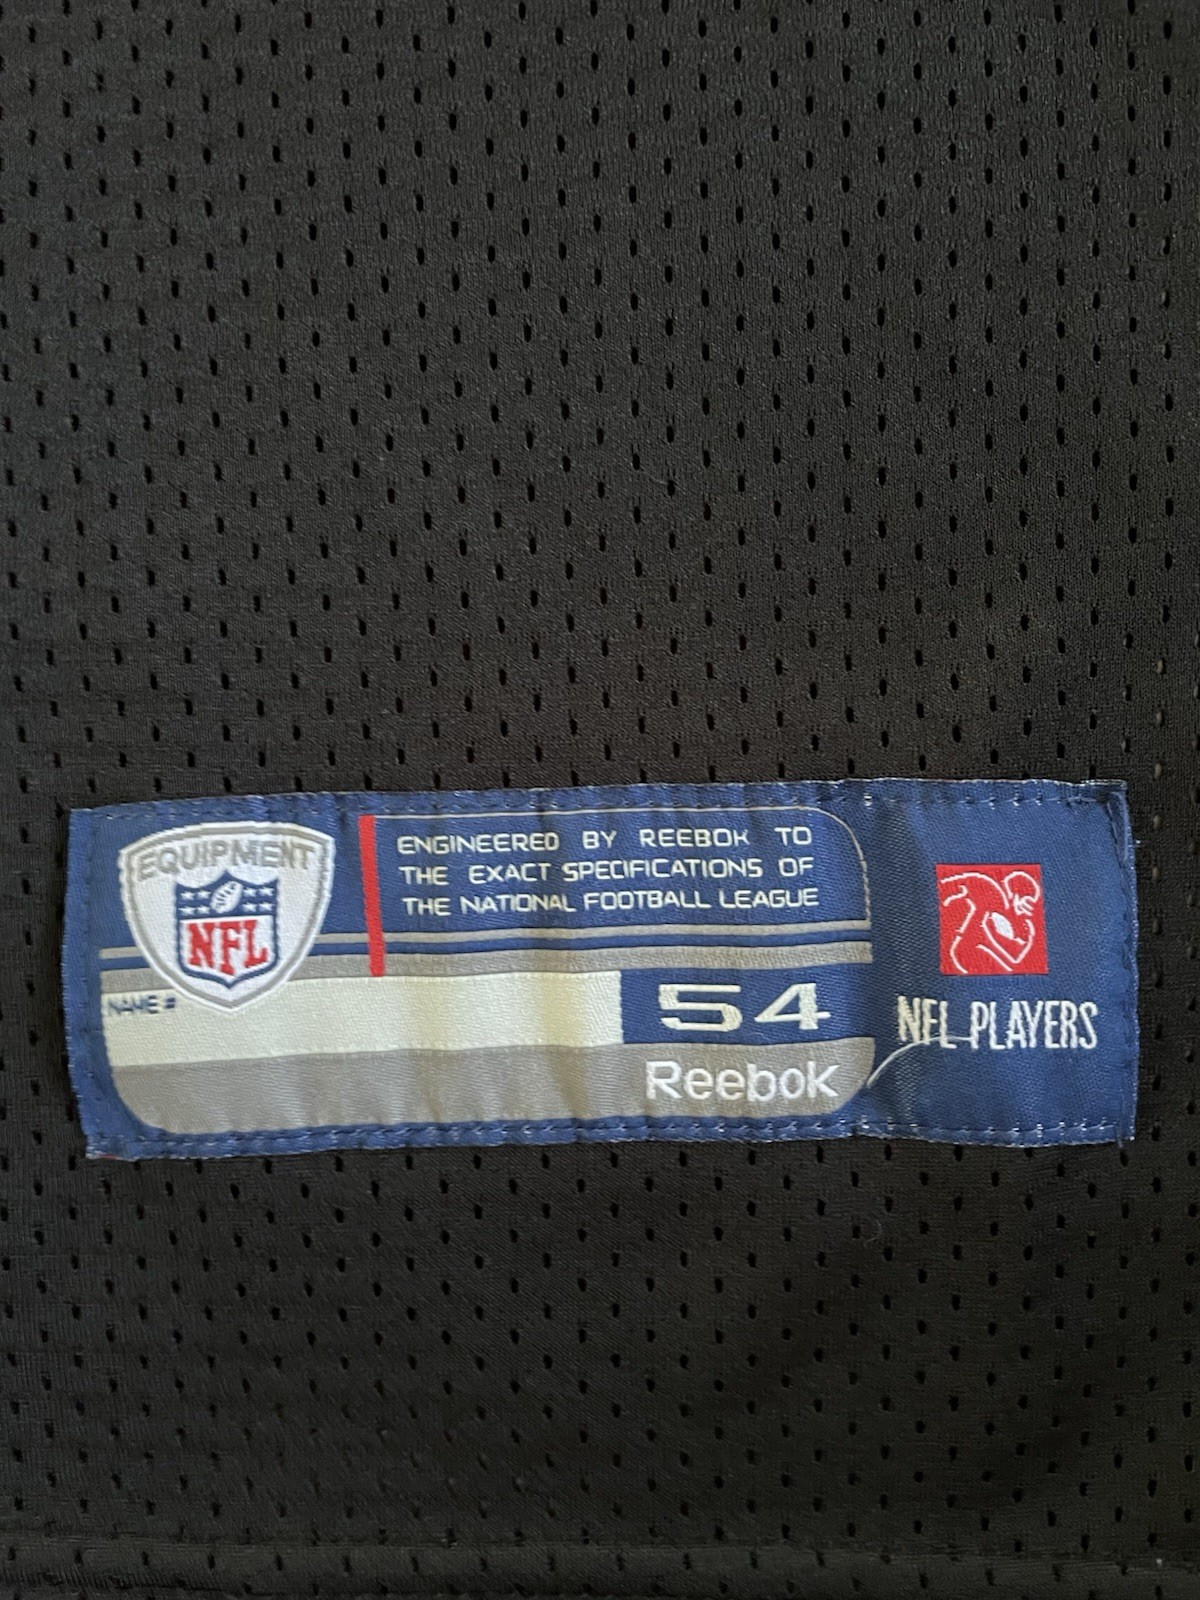 EQUIPMENT
NFL
ENGINEERED BY REEBOK TO
THE EXACT SPECIFICATIONS OF
THE NATIONAL FOOTBALL LEAGUE
NAME #
54
Reebok
NFL PLAYERS